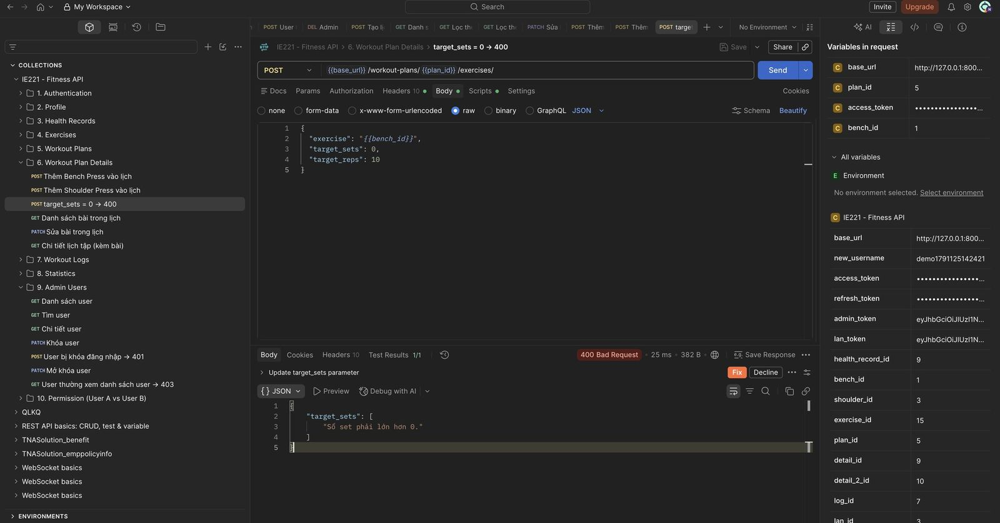 My Workspace
Search
Invite
Upgrade
POST User
DEL Admin
POST Tạo l
GET Danh s
GET Lọc th
GET Lọc th
PATCH Sửa
POST Thêm
POST Thêm
POST targe
No Environment
AI
COLLECTIONS
IE221 - Fitness API
1. Authentication
2. Profile
3. Health Records
4. Exercises
5. Workout Plans
6. Workout Plan Details
POST Thêm Bench Press vào lịch
POST Thêm Shoulder Press vào lịch
POST target_sets = 0 → 400
GET Danh sách bài trong lịch
PATCH Sửa bài trong lịch
GET Chi tiết lịch tập (kèm bài)
7. Workout Logs
8. Statistics
9. Admin Users
GET Danh sách user
GET Tìm user
GET Chi tiết user
PATCH Khóa user
POST User bị khóa đăng nhập → 401
PATCH Mở khóa user
GET User thường xem danh sách user → 403
10. Permission (User A vs User B)
QLKQ
REST API basics: CRUD, test & variable
TNASolution_benefit
TNASolution_emppolicyinfo
WebSocket basics
WebSocket basics
WebSocket basics
ENVIRONMENTS
HTTP IE221 - Fitness API > 6. Workout Plan Details > target_sets = 0 → 400
Save
Share
POST
{{base_url}} /workout-plans/ {{plan_id}} /exercises/
Send
Docs Params Authorization Headers 10 Body Scripts Settings
Cookies
none form-data x-www-form-urlencoded raw binary GraphQL JSON
Schema Beautify
1 {
2 "exercise": "{{bench_id}}",
3 "target_sets": 0,
4 "target_reps": 10
5 }
Body Cookies Headers 10 Test Results 1/1
400 Bad Request • 25 ms • 382 B
e.g. Save Response
Update target_sets parameter
Fix Decline
{} JSON Preview Debug with AI
1 {
2 "target_sets": [
3 "Số set phải lớn hơn 0."
4 ]
5 }
Variables in request
C base_url http://127.0.0.1:800...
C plan_id 5
C access_token ••••••••••••••••...
C bench_id 1
All variables
E Environment
No environment selected. Select environment
C IE221 - Fitness API
base_url http://127.0.0.1:800...
new_username demo1791125142421
access_token ••••••••••••••••...
refresh_token ••••••••••••••••...
admin_token eyJhbGciOiJIUzI1N...
lan_token eyJhbGciOiJIUzI1N...
health_record_id 9
bench_id 1
shoulder_id 3
exercise_id 15
plan_id 5
detail_id 9
detail_2_id 10
log_id 7
lan_id 3